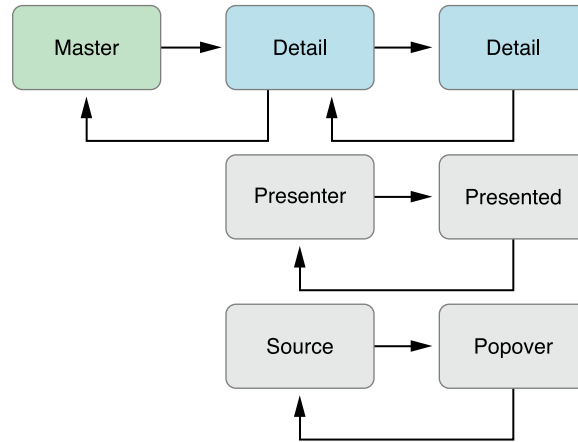 Master
Detail
Detail
Presenter
Presented
Source
Popover